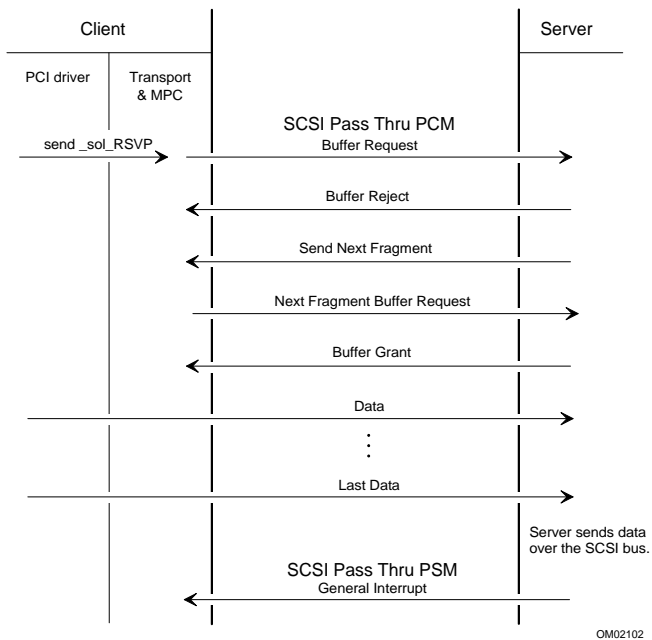 Client
Server
PCI driver
Transport
& MPC
SCSI Pass Thru PCM
send _sol_RSVP
Buffer Request
Buffer Reject
Send Next Fragment
Next Fragment Buffer Request
Buffer Grant
Data
Last Data
Server sends data
over the SCSI bus.
SCSI Pass Thru PSM
General Interrupt
OM02102